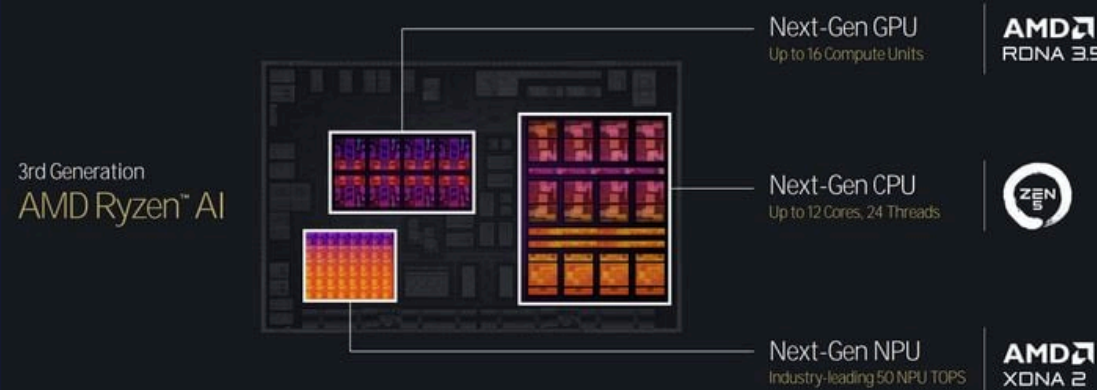 3rd Generation
AMD Ryzen™ AI
Next-Gen GPU
Up to 16 Compute Units
AMD
RDNA 3.5
Next-Gen CPU
Up to 12 Cores, 24 Threads
ZEN
5
Next-Gen NPU
Industry-leading 50 NPU TOPS
AMD
XDNA 2